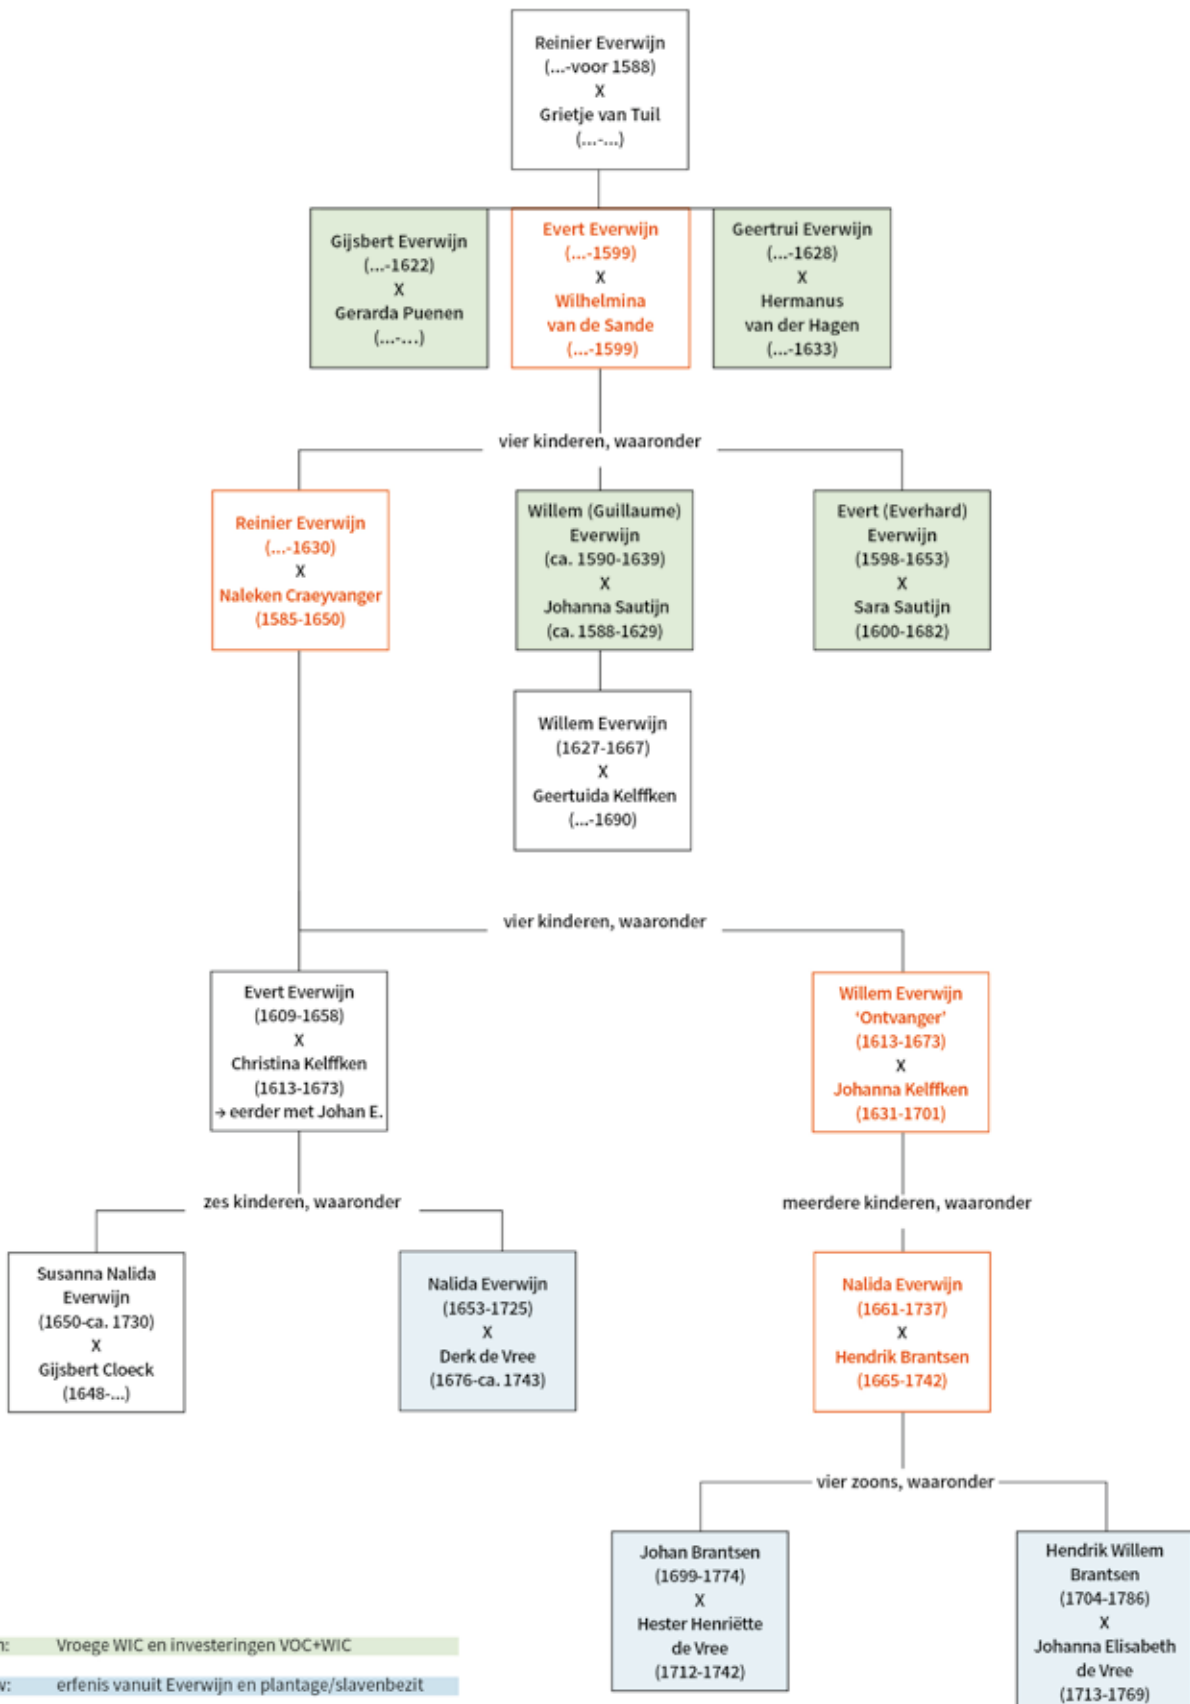 Reinier Everwijn
(...-voor 1588)
X
Grietje van Tuil
(...-...)
Gijsbert Everwijn
(...-1622)
X
Gerarda Puenen
(...-...)
Evert Everwijn
(...-1599)
X
Wilhelmina
van de Sande
(...-1599)
Geertrui Everwijn
(...-1628)
X
Hermanus
van der Hagen
(...-1633)
vier kinderen, waaronder
Reinier Everwijn
(...-1630)
X
Naleken Craeyvanger
(1585-1650)
Willem (Guillaume)
Everwijn
(ca. 1590-1639)
X
Johanna Sautijn
(ca. 1588-1629)
Evert (Everhard)
Everwijn
(1598-1653)
X
Sara Sautijn
(1600-1682)
Willem Everwijn
(1627-1667)
X
Geertuida Kelffken
(...-1690)
vier kinderen, waaronder
Evert Everwijn
(1609-1658)
X
Christina Kelffken
(1613-1673)
→ eerder met Johan E.
Willem Everwijn
‘Ontvanger’
(1613-1673)
X
Johanna Kelffken
(1631-1701)
zes kinderen, waaronder
meerdere kinderen, waaronder
Susanna Nalida
Everwijn
(1650-ca. 1730)
X
Gijsbert Cloeck
(1648-...)
Nalida Everwijn
(1653-1725)
X
Derk de Vree
(1676-ca. 1743)
Nalida Everwijn
(1661-1737)
X
Hendrik Brantsen
(1665-1742)
vier zoons, waaronder
Johan Brantsen
(1699-1774)
X
Hester Henriëtte
de Vree
(1712-1742)
Hendrik Willem
Brantsen
(1704-1786)
X
Johanna Elisabeth
de Vree
(1713-1769)
n: Vroege WIC en investeringen VOC+WIC
w: erfenis vanuit Everwijn en plantage/slavenbezit